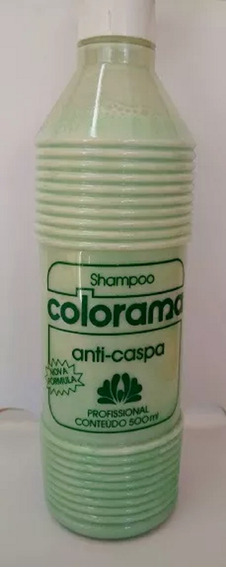 Shampoo
colorama
anti-caspa
NOVA
FÓRMULA
PROFISSIONAL
CONTEÚDO 500ml